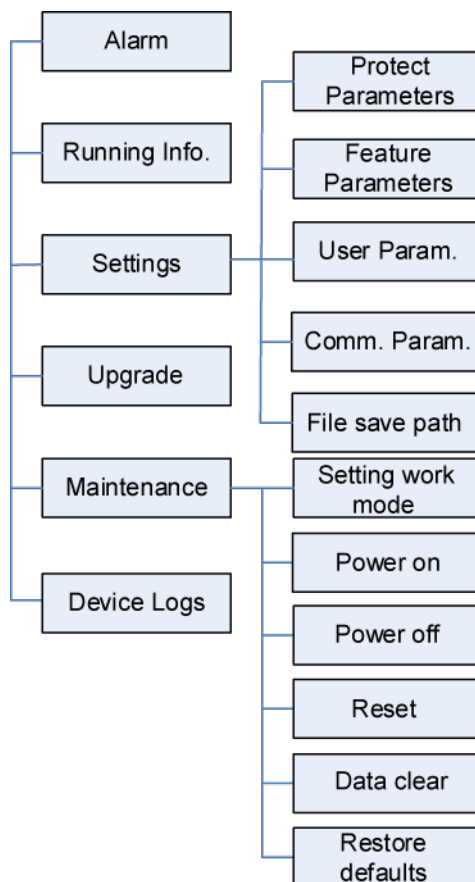 Alarm
Running Info.
Settings
Upgrade
Maintenance
Device Logs
Protect
Parameters
Feature
Parameters
User Param.
Comm. Param.
File save path
Setting work
mode
Power on
Power off
Reset
Data clear
Restore
defaults